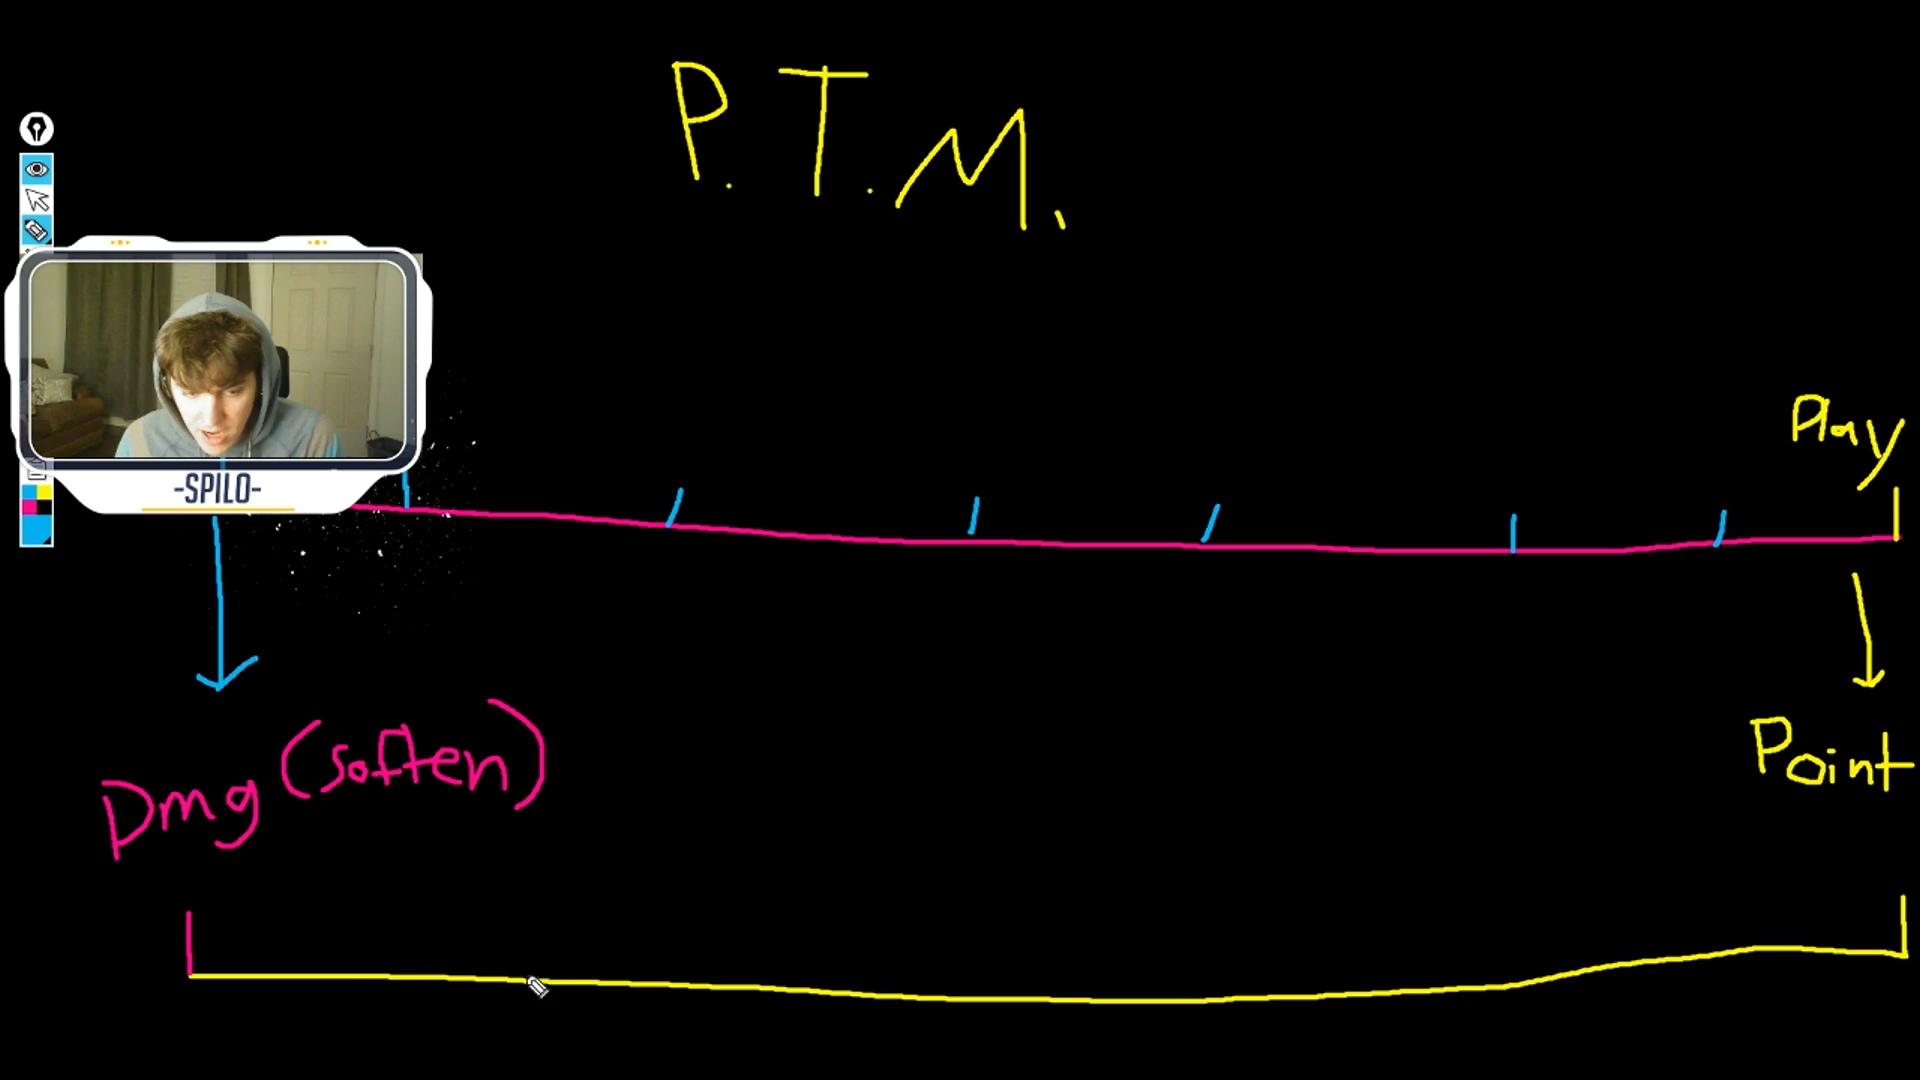 P.T.M.
Play
-SPILO-
Dmg (soften)
Point